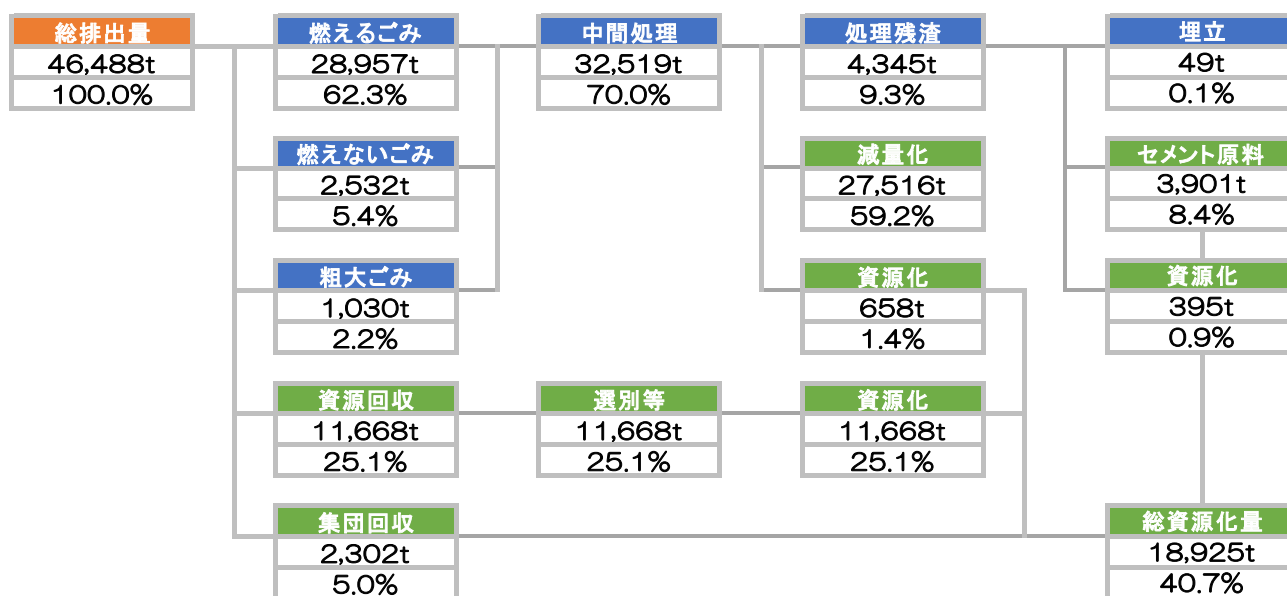 総排出量
46,488t
100.0%
燃えるごみ
28,957t
62.3%
中間処理
32,519t
70.0%
処理残渣
4,345t
9.3%
埋立
49t
0.1%
燃えないごみ
2,532t
5.4%
減量化
27,516t
59.2%
セメント原料
3,901t
8.4%
粗大ごみ
1,030t
2.2%
資源化
658t
1.4%
資源化
395t
0.9%
資源回収
11,668t
25.1%
選別等
11,668t
25.1%
資源化
11,668t
25.1%
集団回収
2,302t
5.0%
総資源化量
18,925t
40.7%